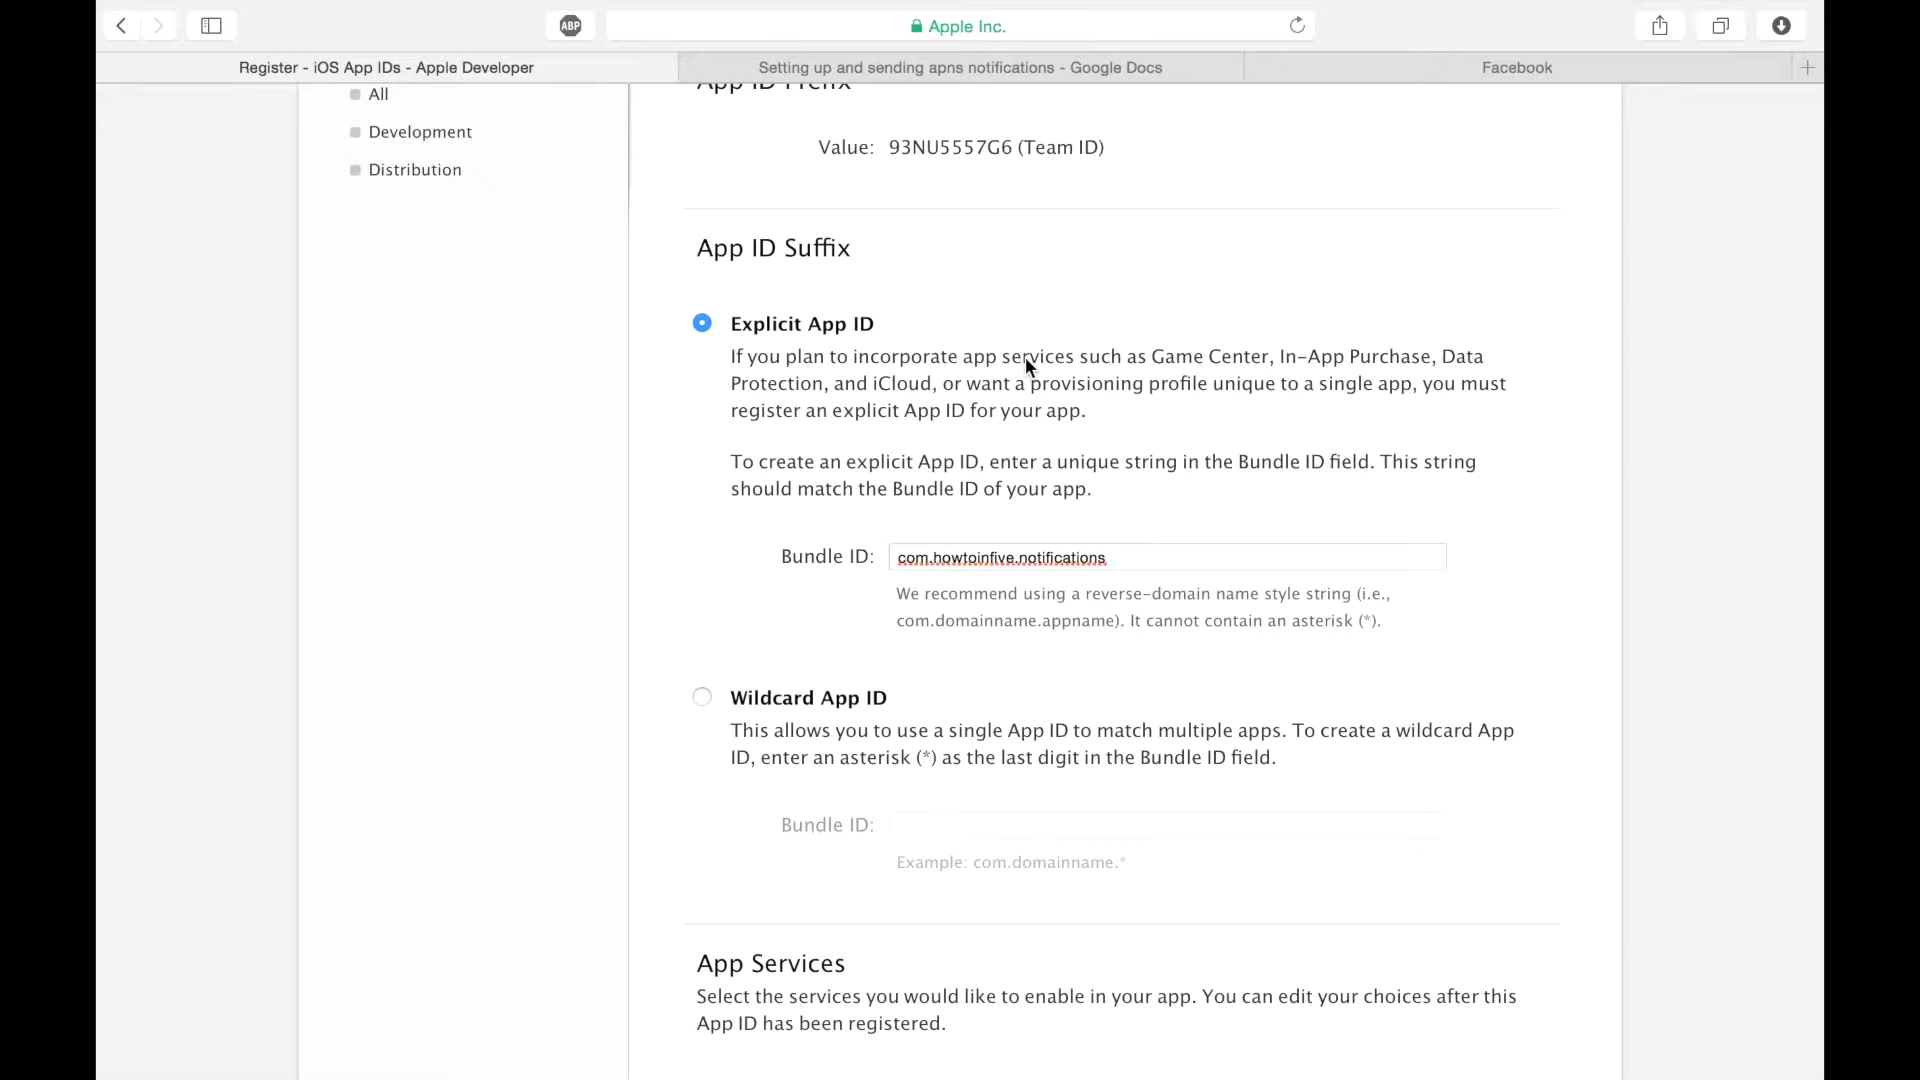 ABP
Apple Inc.
Register - iOS App IDs - Apple Developer
Setting up and sending apns notifications - Google Docs
Facebook
All
Development
Distribution
App ID Prefix
Value: 93NU5557G6 (Team ID)
App ID Suffix
Explicit App ID
If you plan to incorporate app services such as Game Center, In-App Purchase, Data
Protection, and iCloud, or want a provisioning profile unique to a single app, you must
register an explicit App ID for your app.
To create an explicit App ID, enter a unique string in the Bundle ID field. This string
should match the Bundle ID of your app.
Bundle ID: com.howtoinfive.notifications
We recommend using a reverse-domain name style string (i.e.,
com.domainname.appname). It cannot contain an asterisk (*).
Wildcard App ID
This allows you to use a single App ID to match multiple apps. To create a wildcard App
ID, enter an asterisk (*) as the last digit in the Bundle ID field.
Bundle ID:
Example: com.domainname.*
App Services
Select the services you would like to enable in your app. You can edit your choices after this
App ID has been registered.